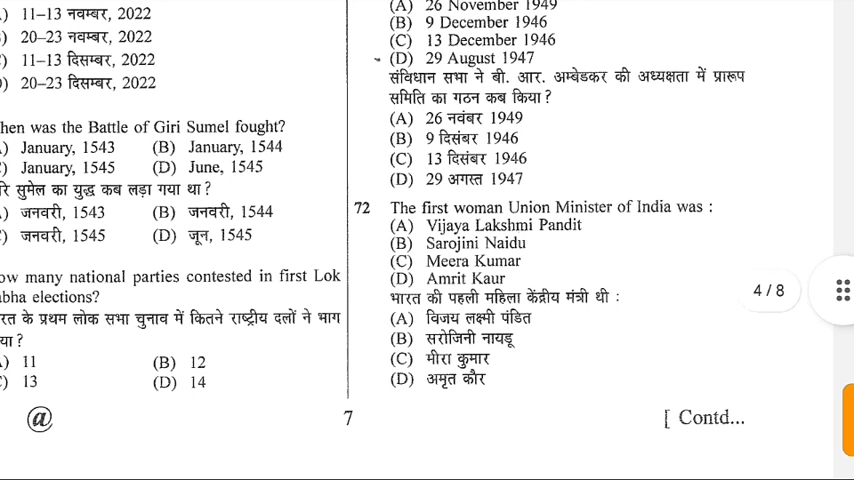 ) 11–13 नवम्बर, 2022
) 20–23 नवम्बर, 2022
) 11–13 दिसम्बर, 2022
) 20–23 दिसम्बर, 2022
hen was the Battle of Giri Sumel fought?
) January, 1543 (B) January, 1544
) January, 1545 (D) June, 1545
रि सुमेल का युद्ध कब लड़ा गया था ?
) जनवरी, 1543 (B) जनवरी, 1544
) जनवरी, 1545 (D) जून, 1545
ow many national parties contested in first Lok
abha elections?
रत के प्रथम लोक सभा चुनाव में कितने राष्ट्रीय दलों ने भाग
या ?
) 11 (B) 12
) 13 (D) 14
(A) 26 November 1949
(B) 9 December 1946
(C) 13 December 1946
(D) 29 August 1947
संविधान सभा ने बी. आर. अम्बेडकर की अध्यक्षता में प्रारूप
समिति का गठन कब किया ?
(A) 26 नवंबर 1949
(B) 9 दिसंबर 1946
(C) 13 दिसंबर 1946
(D) 29 अगस्त 1947
72 The first woman Union Minister of India was :
(A) Vijaya Lakshmi Pandit
(B) Sarojini Naidu
(C) Meera Kumar
(D) Amrit Kaur
भारत की पहली महिला केंद्रीय मंत्री थी :
(A) विजय लक्ष्मी पंडित
(B) सरोजिनी नायडू
(C) मीरा कुमार
(D) अमृत कौर
4 / 8
@ 7 [ Contd...